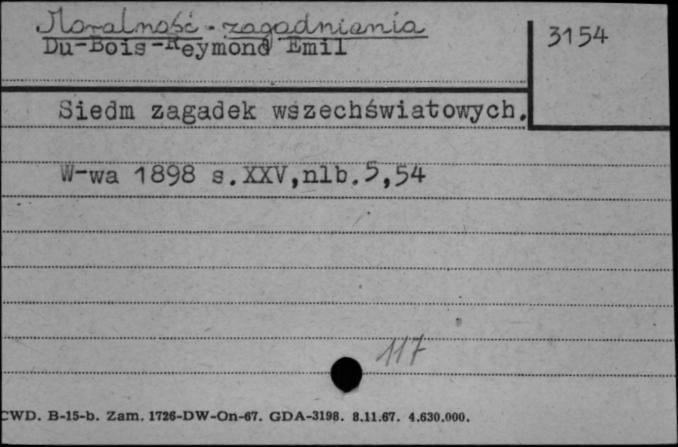 Moralność - zagadnienia
3154
Du-Bois-Reymond Emil
Siedm zagadek wszechświatowych.
W-wa 1898 s.XXV,nlb.5,54
117
CWD. B-15-b. Zam. 1726-DW-On-67. GDA-3198. 8.11.67. 4.630.000.